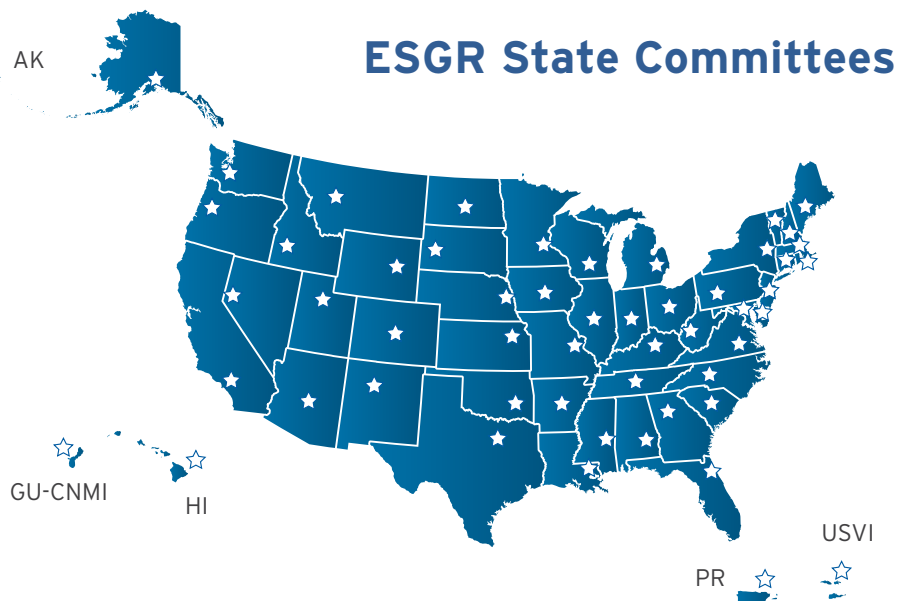 ESGR State Committees
AK
GU-CNMI
HI
USVI
PR